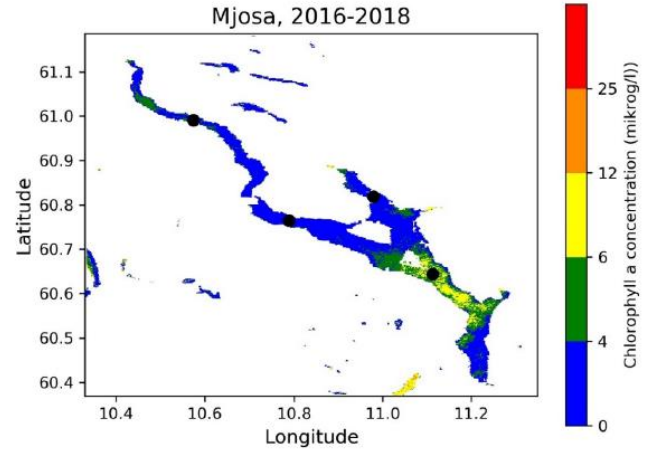 Mjosa, 2016-2018
61.1
61.0
60.9
60.8
60.7
60.6
60.5
60.4
Latitude
10.4 10.6 10.8 11.0 11.2
Longitude
25
12
6
4
0
Chlorophyll a concentration (mikrog/l))